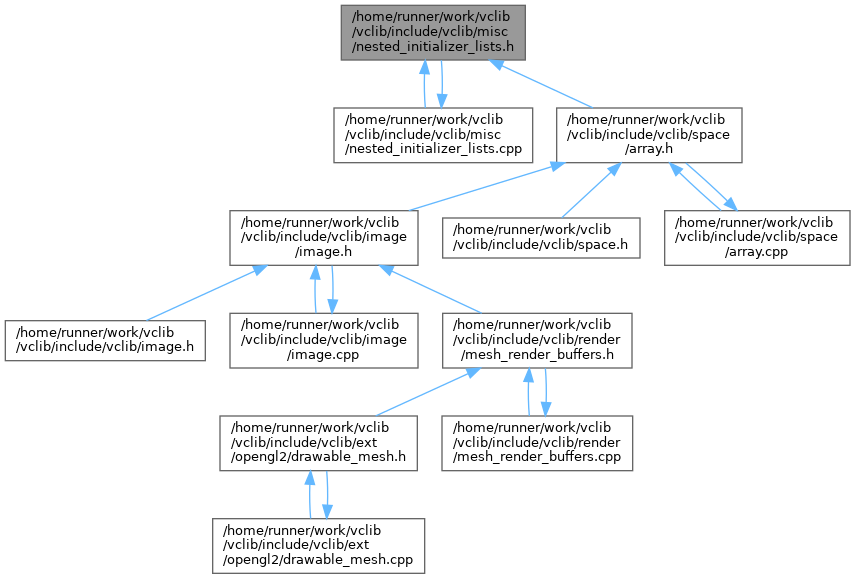 /home/runner/work/vclib
/vclib/include/vclib/misc
/nested_initializer_lists.h
/home/runner/work/vclib
/vclib/include/vclib/misc
/nested_initializer_lists.cpp
/home/runner/work/vclib
/vclib/include/vclib/space
/array.h
/home/runner/work/vclib
/vclib/include/vclib/image
/image.h
/home/runner/work/vclib
/vclib/include/vclib/space.h
/home/runner/work/vclib
/vclib/include/vclib/space
/array.cpp
/home/runner/work/vclib
/vclib/include/vclib/image.h
/home/runner/work/vclib
/vclib/include/vclib/image
/image.cpp
/home/runner/work/vclib
/vclib/include/vclib/render
/mesh_render_buffers.h
/home/runner/work/vclib
/vclib/include/vclib/ext
/opengl2/drawable_mesh.h
/home/runner/work/vclib
/vclib/include/vclib/render
/mesh_render_buffers.cpp
/home/runner/work/vclib
/vclib/include/vclib/ext
/opengl2/drawable_mesh.cpp